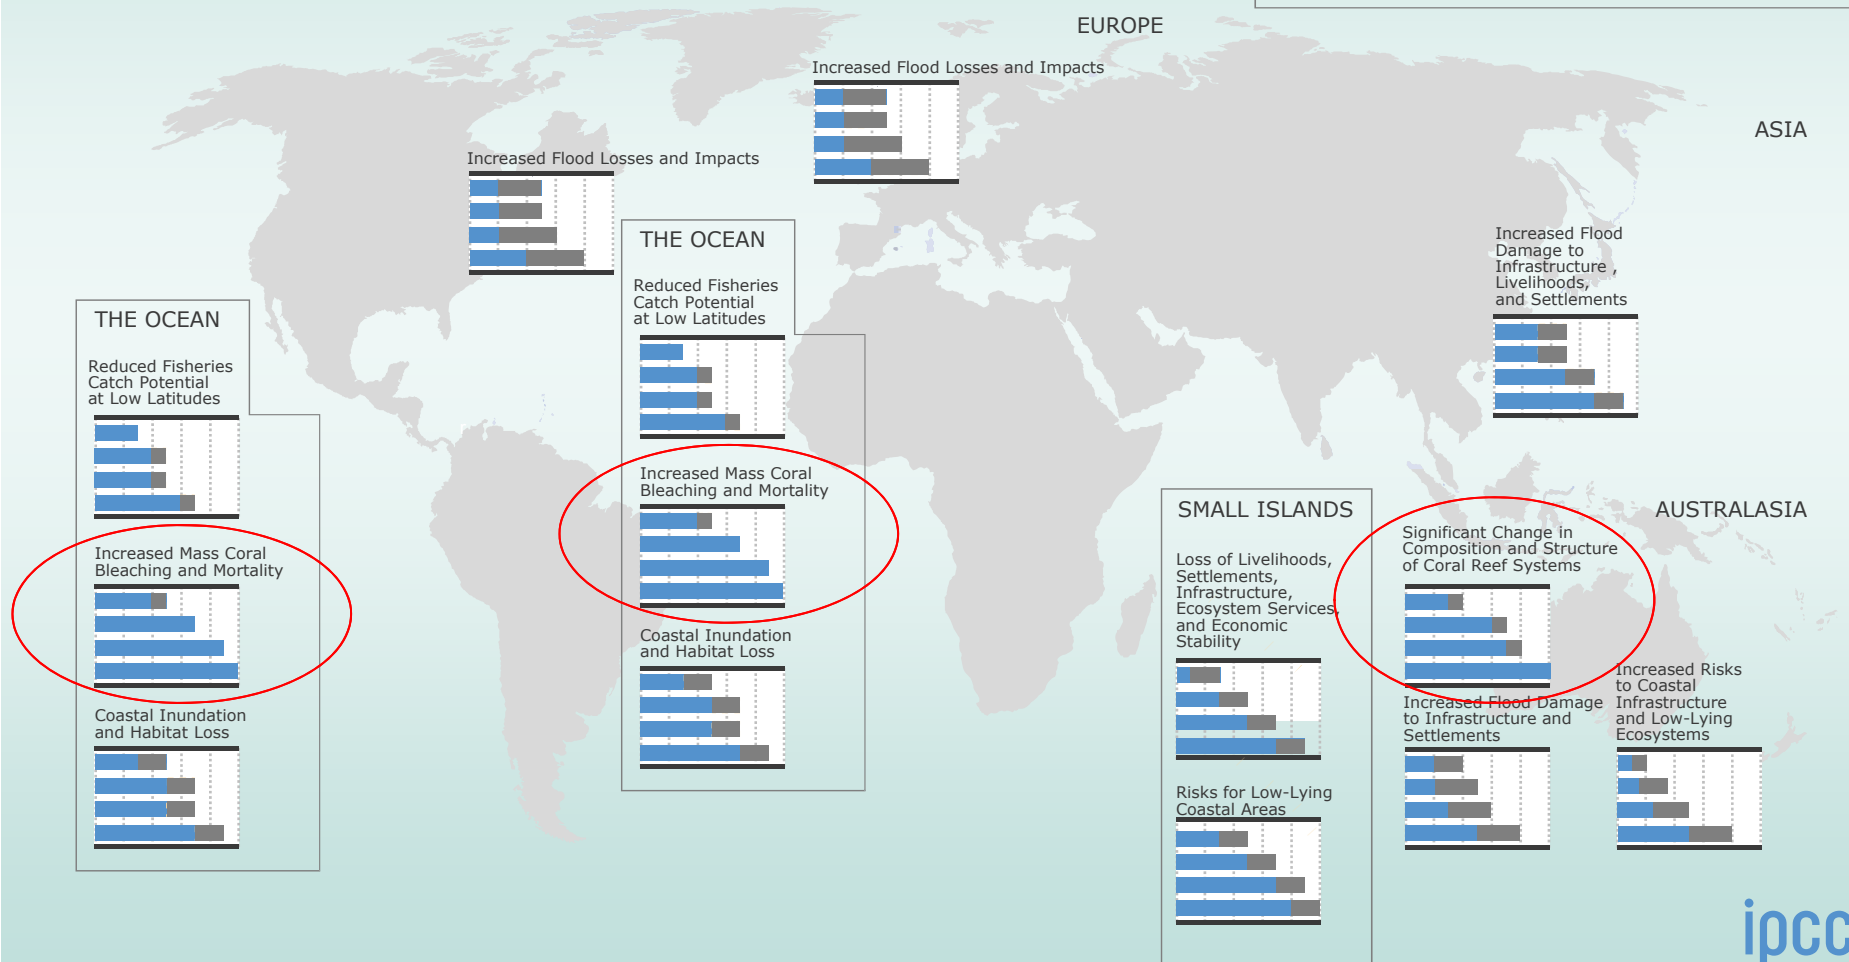 EUROPE
Increased Flood Losses and Impacts
ASIA
Increased Flood Losses and Impacts
THE OCEAN
Reduced Fisheries
Catch Potential
at Low Latitudes
Increased Mass Coral
Bleaching and Mortality
Coastal Inundation
and Habitat Loss
THE OCEAN
Reduced Fisheries
Catch Potential
at Low Latitudes
Increased Mass Coral
Bleaching and Mortality
Coastal Inundation
and Habitat Loss
Increased Flood
Damage to
Infrastructure ,
Livelihoods,
and Settlements
SMALL ISLANDS
Loss of Livelihoods,
Settlements,
Infrastructure,
Ecosystem Services,
and Economic
Stability
Risks for Low-Lying
Coastal Areas
AUSTRALASIA
Significant Change in
Composition and Structure
of Coral Reef Systems
Increased Flood Damage
to Infrastructure and
Settlements
Increased Risks
to Coastal
Infrastructure
and Low-Lying
Ecosystems
ipcc